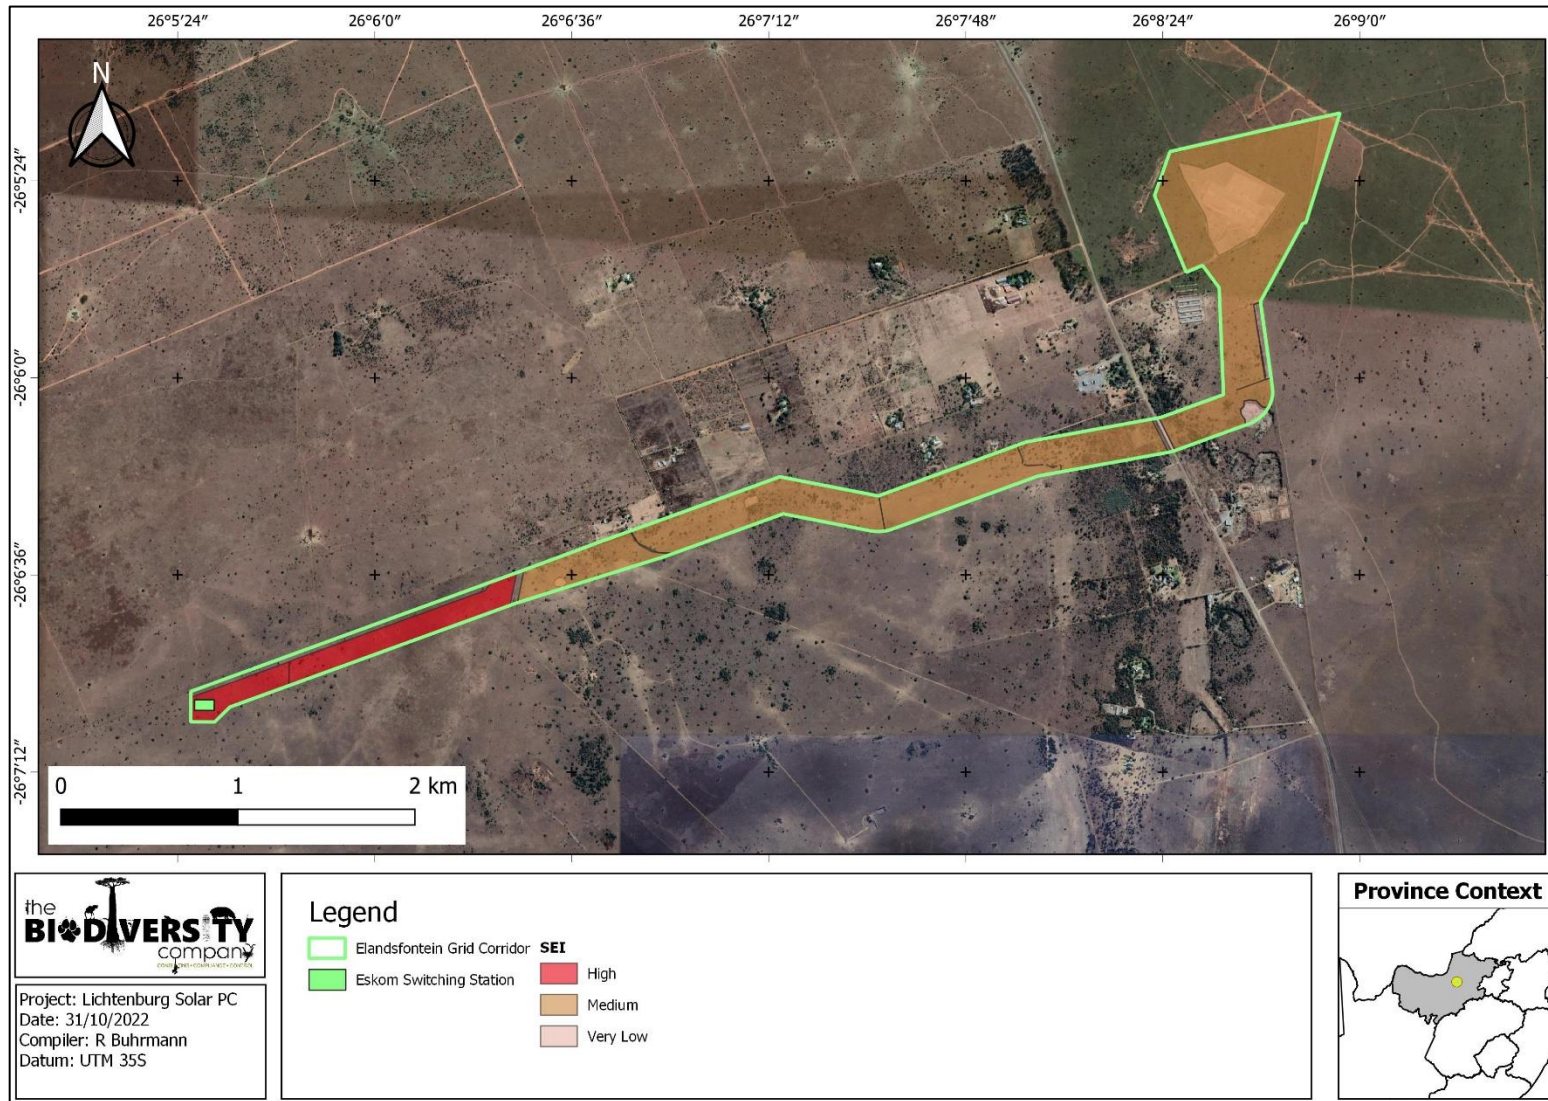 26°5'24″ 26°6'0″ 26°6'36″ 26°7'12″ 26°7'48″ 26°8'24″ 26°9'0″
N
-26°5'24″
-26°6'0″
-26°6'36″
-26°7'12″
0 1 2 km
the
BIODIVERSITY
company
CONSULTING • COMPLIANCE • CONTROL
Project: Lichtenburg Solar PC
Date: 31/10/2022
Compiler: R Buhrmann
Datum: UTM 35S
Legend
Elandsfontein Grid Corridor
Eskom Switching Station
SEI
High
Medium
Very Low
Province Context